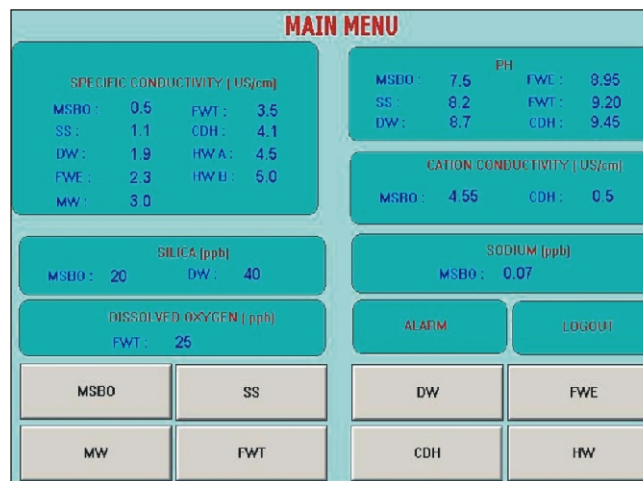 MAIN MENU
SPECIFIC CONDUCTIVITY ( US/cm)
MSBO : 0.5 FWT : 3.5
SS : 1.1 CDH : 4.1
DW : 1.9 HW A : 4.5
FWE : 2.3 HW B : 5.0
MW : 3.0
PH
MSBO : 7.5 FWE : 8.95
SS : 8.2 FWT : 9.20
DW : 8.7 CDH : 9.45
CATION CONDUCTIVITY ( US/cm)
MSBO : 4.55 CDH : 0.5
SILICA (ppb)
MSBO : 20 DW : 40
SODIUM (ppb)
MSBO : 0.07
DISSOLVED OXYGEN ( ppb)
FWT : 25
ALARM LOGOUT
MSBO SS DW FWE
MW FWT CDH HW